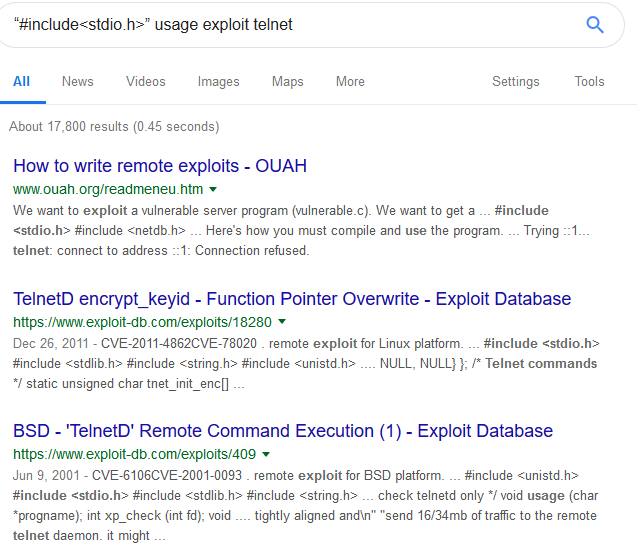 “#include<stdio.h>” usage exploit telnet
All News Videos Images Maps More Settings Tools
About 17,800 results (0.45 seconds)
How to write remote exploits - OUAH
www.ouah.org/readmeneu.htm
We want to exploit a vulnerable server program (vulnerable.c). We want to get a ... #include
<stdio.h> #include <netdb.h> ... Here's how you must compile and use the program. ... Trying ::1...
telnet: connect to address ::1: Connection refused.
TelnetD encrypt_keyid - Function Pointer Overwrite - Exploit Database
https://www.exploit-db.com/exploits/18280
Dec 26, 2011 - CVE-2011-4862CVE-78020 . remote exploit for Linux platform. ... #include <stdio.h>
#include <stdlib.h> #include <string.h> #include <unistd.h> .... NULL, NULL} }; /* Telnet commands
*/ static unsigned char tnet_init_enc[] ...
BSD - 'TelnetD' Remote Command Execution (1) - Exploit Database
https://www.exploit-db.com/exploits/409
Jun 9, 2001 - CVE-6106CVE-2001-0093 . remote exploit for BSD platform. ... #include <unistd.h>
#include <stdio.h> #include <stdlib.h> #include <string.h> ... check telnetd only */ void usage (char
*progname); int xp_check (int fd); void .... tightly aligned and\n" "send 16/34mb of traffic to the remote
telnet daemon. it might ...